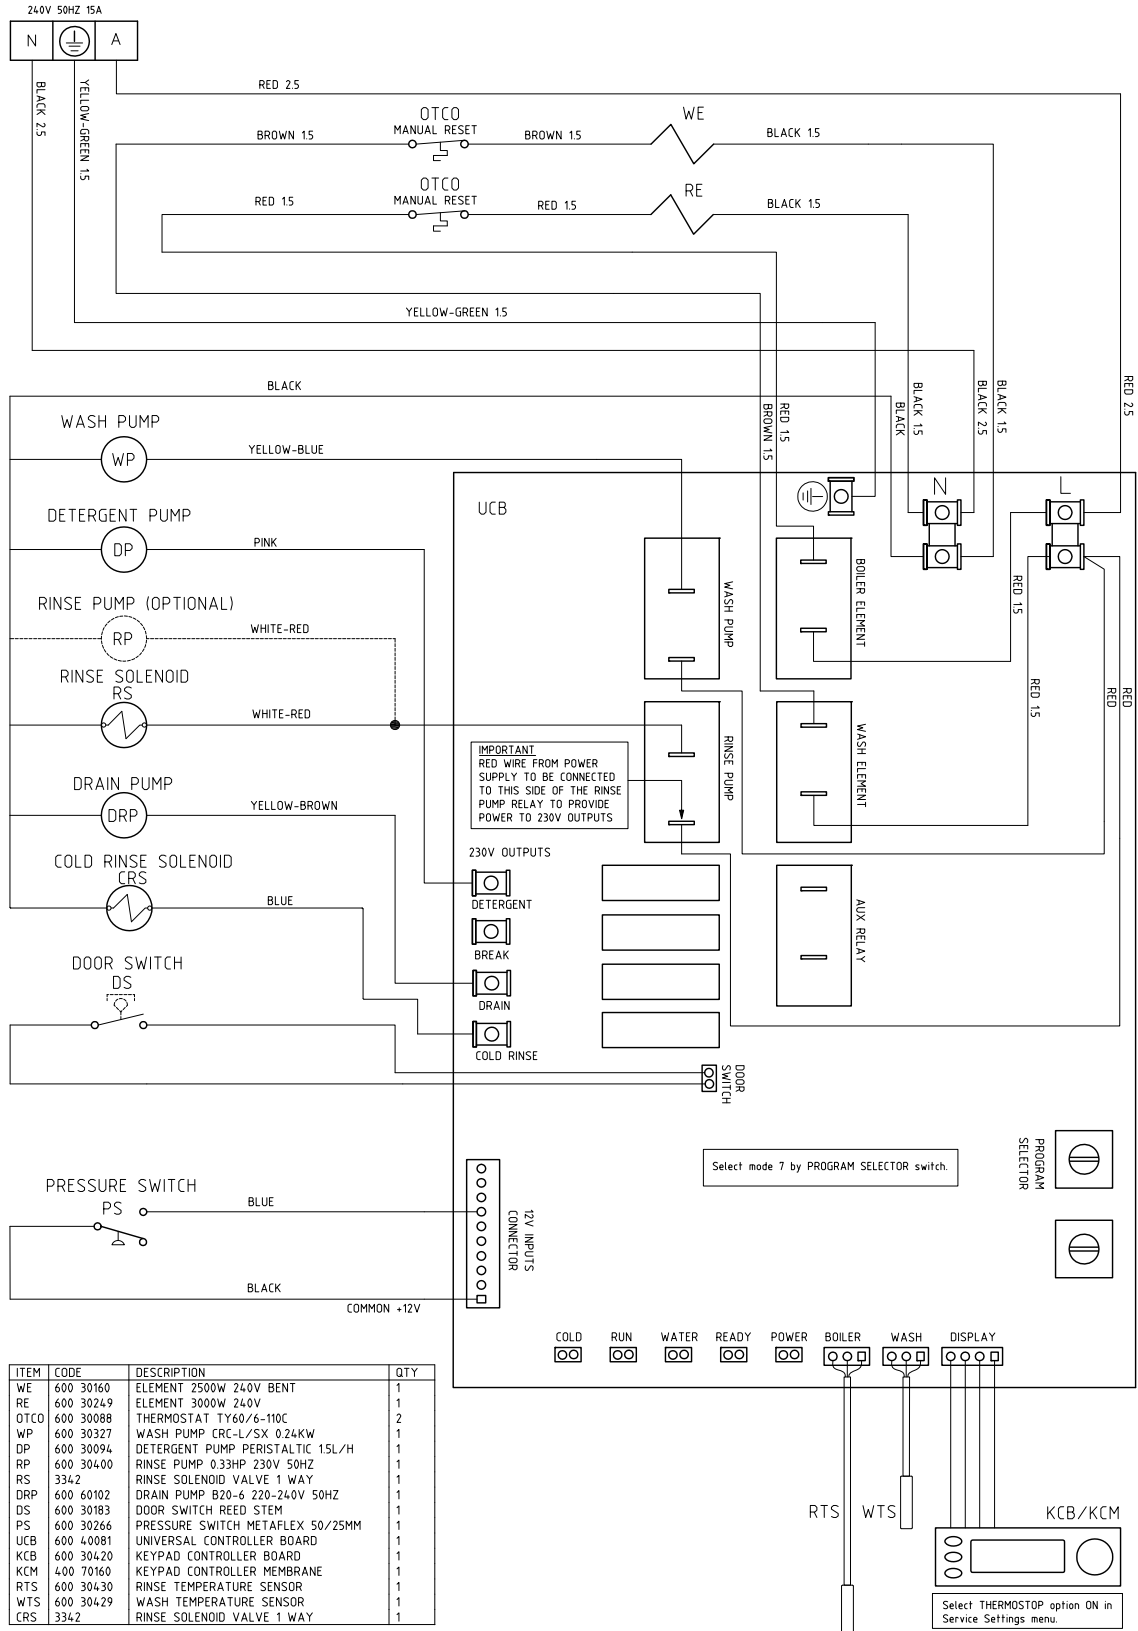 240V 50HZ 15A
N
A
BLACK 2.5
YELLOW-GREEN 1.5
RED 2.5
OTCO
MANUAL RESET
WE
BROWN 1.5
BROWN 1.5
BLACK 1.5
OTCO
MANUAL RESET
RE
RED 1.5
RED 1.5
BLACK 1.5
YELLOW-GREEN 1.5
BLACK
RED 1.5
BROWN 1.5
BLACK 1.5
BLACK
BLACK 1.5
BLACK 2.5
RED 2.5
WASH PUMP
WP
YELLOW-BLUE
DETERGENT PUMP
DP
PINK
RINSE PUMP (OPTIONAL)
RP
WHITE-RED
RINSE SOLENOID
RS
WHITE-RED
DRAIN PUMP
DRP
YELLOW-BROWN
COLD RINSE SOLENOID
CRS
BLUE
DOOR SWITCH
DS
UCB
N
L
WASH PUMP
BOILER ELEMENT
RED 1.5
RED 1.5
RED
RED
RINSE PUMP
WASH ELEMENT
IMPORTANT
RED WIRE FROM POWER
SUPPLY TO BE CONNECTED
TO THIS SIDE OF THE RINSE
PUMP RELAY TO PROVIDE
POWER TO 230V OUTPUTS
230V OUTPUTS
DETERGENT
BREAK
DRAIN
COLD RINSE
AUX RELAY
DOOR
SWITCH
PRESSURE SWITCH
PS
BLUE
BLACK
COMMON +12V
12V INPUTS
CONNECTOR
Select mode 7 by PROGRAM SELECTOR switch.
PROGRAM
SELECTOR
COLD
RUN
WATER
READY
POWER
BOILER
WASH
DISPLAY
RTS
WTS
KCB/KCM
Select THERMOSTOP option ON in
Service Settings menu.
ITEM CODE DESCRIPTION QTY
WE 600 30160 ELEMENT 2500W 240V BENT 1
RE 600 30249 ELEMENT 3000W 240V 1
OTCO 600 30088 THERMOSTAT TY60/6-110C 2
WP 600 30327 WASH PUMP CRC-L/SX 0.24KW 1
DP 600 30094 DETERGENT PUMP PERISTALTIC 1.5L/H 1
RP 600 30400 RINSE PUMP 0.33HP 230V 50HZ 1
RS 3342 RINSE SOLENOID VALVE 1 WAY 1
DRP 600 60102 DRAIN PUMP B20-6 220-240V 50HZ 1
DS 600 30183 DOOR SWITCH REED STEM 1
PS 600 30266 PRESSURE SWITCH METAFLEX 50/25MM 1
UCB 600 40081 UNIVERSAL CONTROLLER BOARD 1
KCB 600 30420 KEYPAD CONTROLLER BOARD 1
KCM 400 70160 KEYPAD CONTROLLER MEMBRANE 1
RTS 600 30430 RINSE TEMPERATURE SENSOR 1
WTS 600 30429 WASH TEMPERATURE SENSOR 1
CRS 3342 RINSE SOLENOID VALVE 1 WAY 1